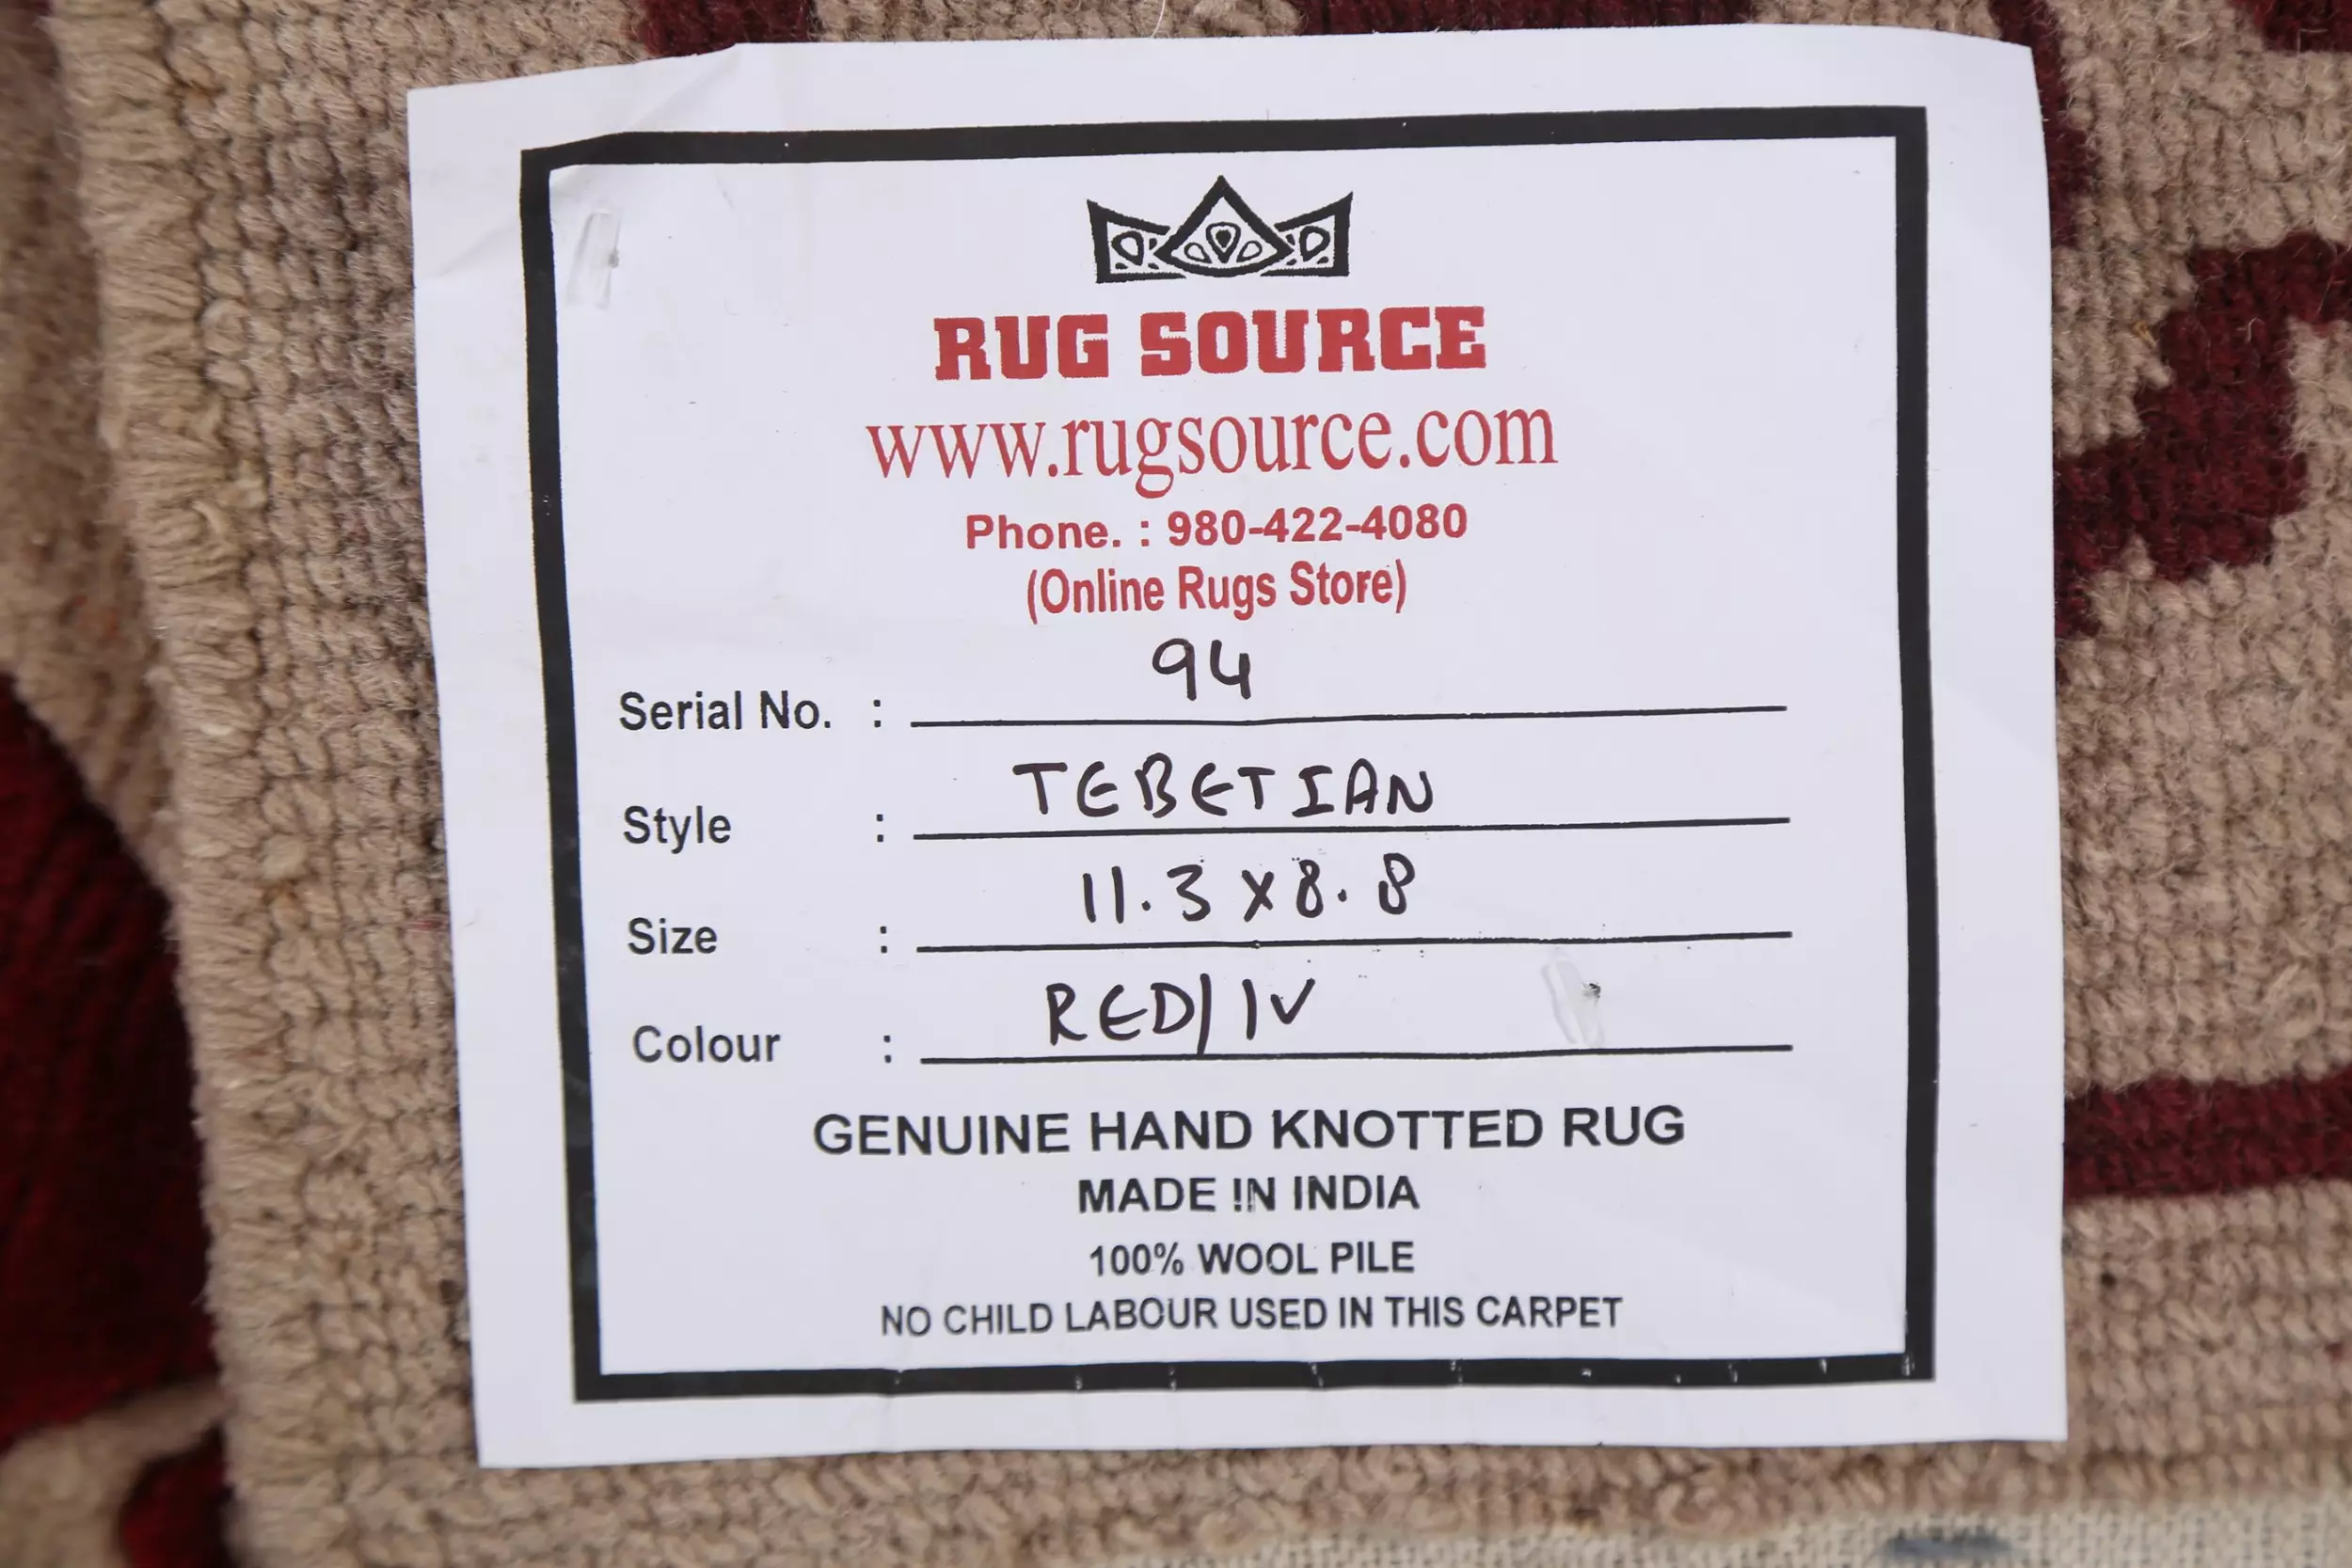 RUG SOURCE
www.rugsource.com
Phone. : 980-422-4080
(Online Rugs Store)
Serial No. : 94
Style : TEBETIAN
Size : 11.3 x 8.8
Colour : RED/IV
GENUINE HAND KNOTTED RUG
MADE IN INDIA
100% WOOL PILE
NO CHILD LABOUR USED IN THIS CARPET